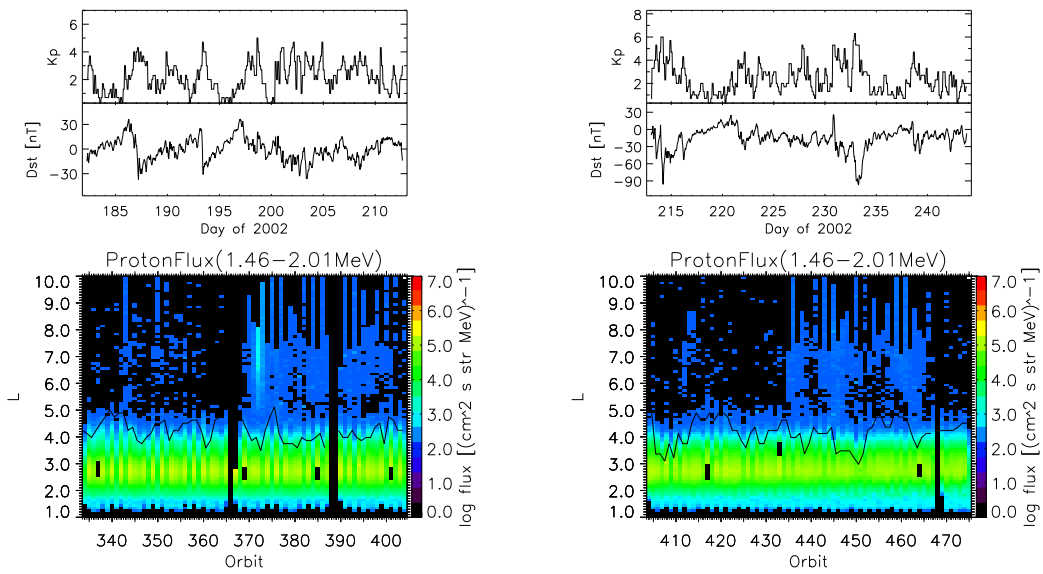 6
4
2
Kp
30
0
−30
Dst [nT]
185 190 195 200 205 210
Day of 2002
ProtonFlux(1.46−2.01MeV)
10.0
9.0
8.0
7.0
6.0
5.0
4.0
3.0
2.0
1.0
L
340 350 360 370 380 390 400
Orbit
7.0
6.0
5.0
4.0
3.0
2.0
1.0
0.0
log flux [(cm^2 s str MeV)^−1]
8
6
4
2
Kp
30
0
−30
−60
−90
Dst [nT]
215 220 225 230 235 240
Day of 2002
ProtonFlux(1.46−2.01MeV)
10.0
9.0
8.0
7.0
6.0
5.0
4.0
3.0
2.0
1.0
L
410 420 430 440 450 460 470
Orbit
7.0
6.0
5.0
4.0
3.0
2.0
1.0
0.0
log flux [(cm^2 s str MeV)^−1]